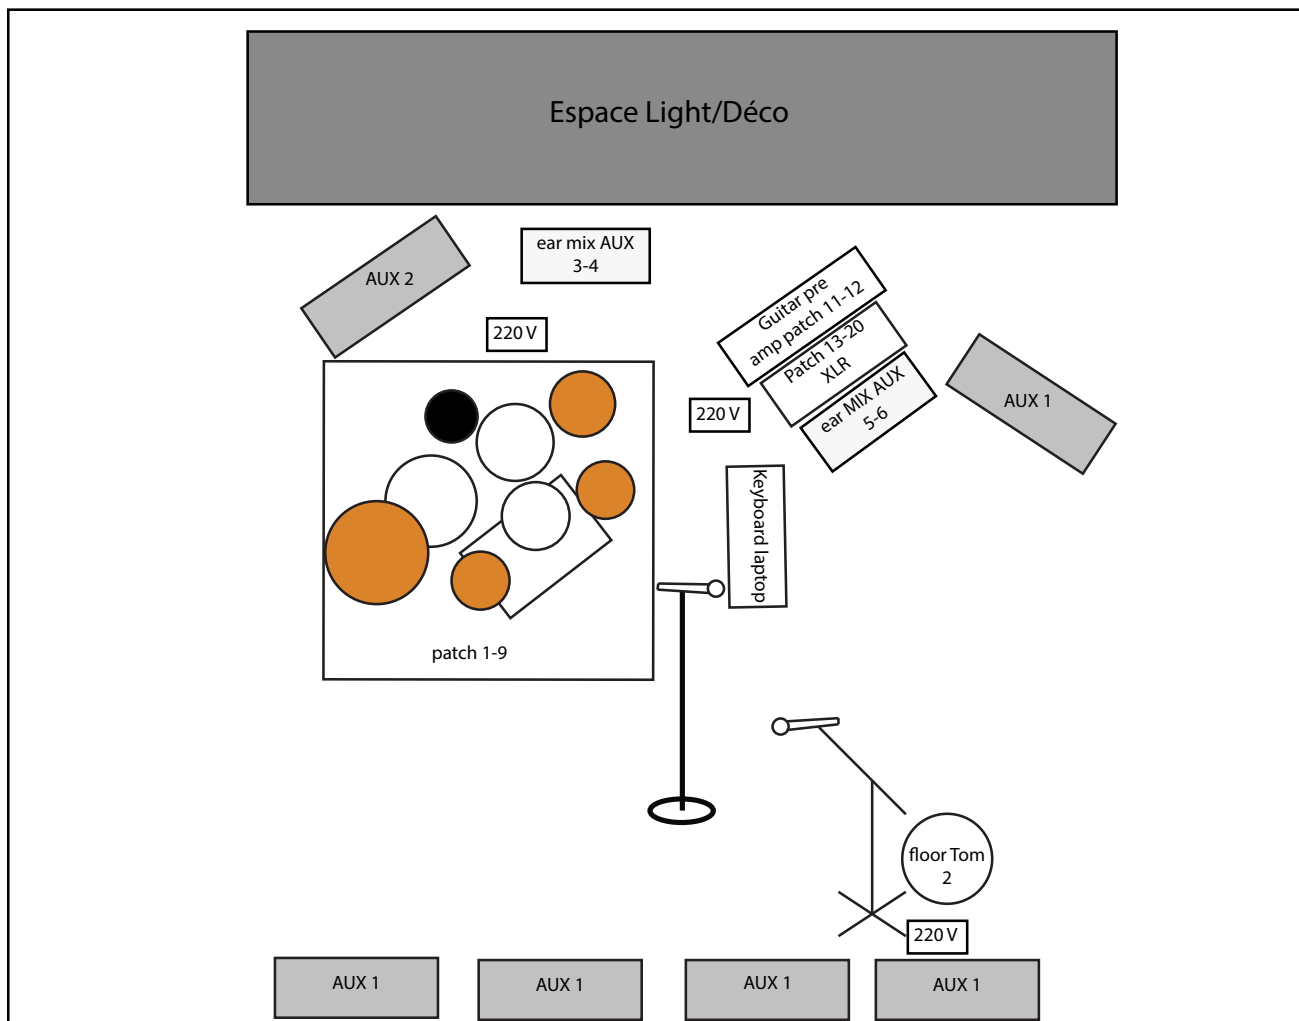 Espace Light/Déco
ear mix AUX
3-4
AUX 2
220 V
Guitar pre
amp patch 11-12
Patch 13-20
XLR
ear MIX AUX
5-6
AUX 1
220 V
Keyboard laptop
patch 1-9
floor Tom
2
220 V
AUX 1
AUX 1
AUX 1
AUX 1